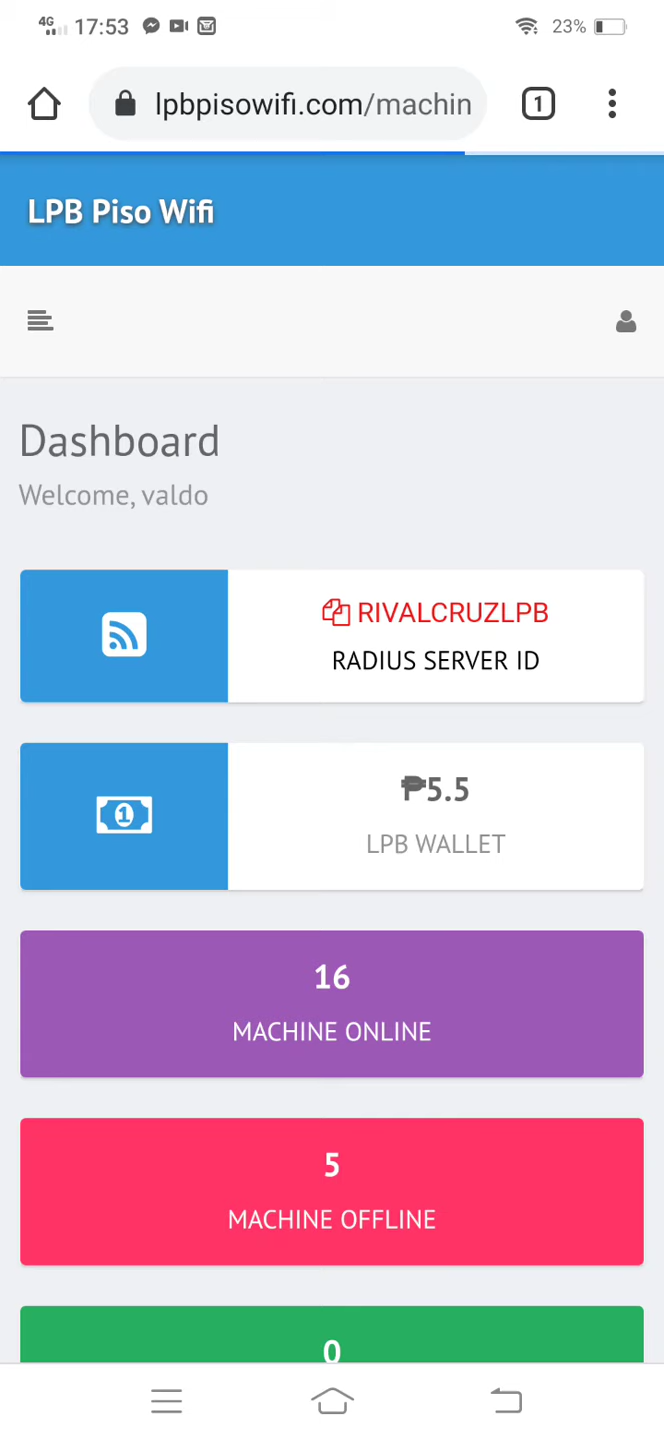 4G 17:53 23%
lpbpisowifi.com/machin 1
LPB Piso Wifi
Dashboard
Welcome, valdo
RIVALCRUZLPB
RADIUS SERVER ID
1
₱5.5
LPB WALLET
16
MACHINE ONLINE
5
MACHINE OFFLINE
0